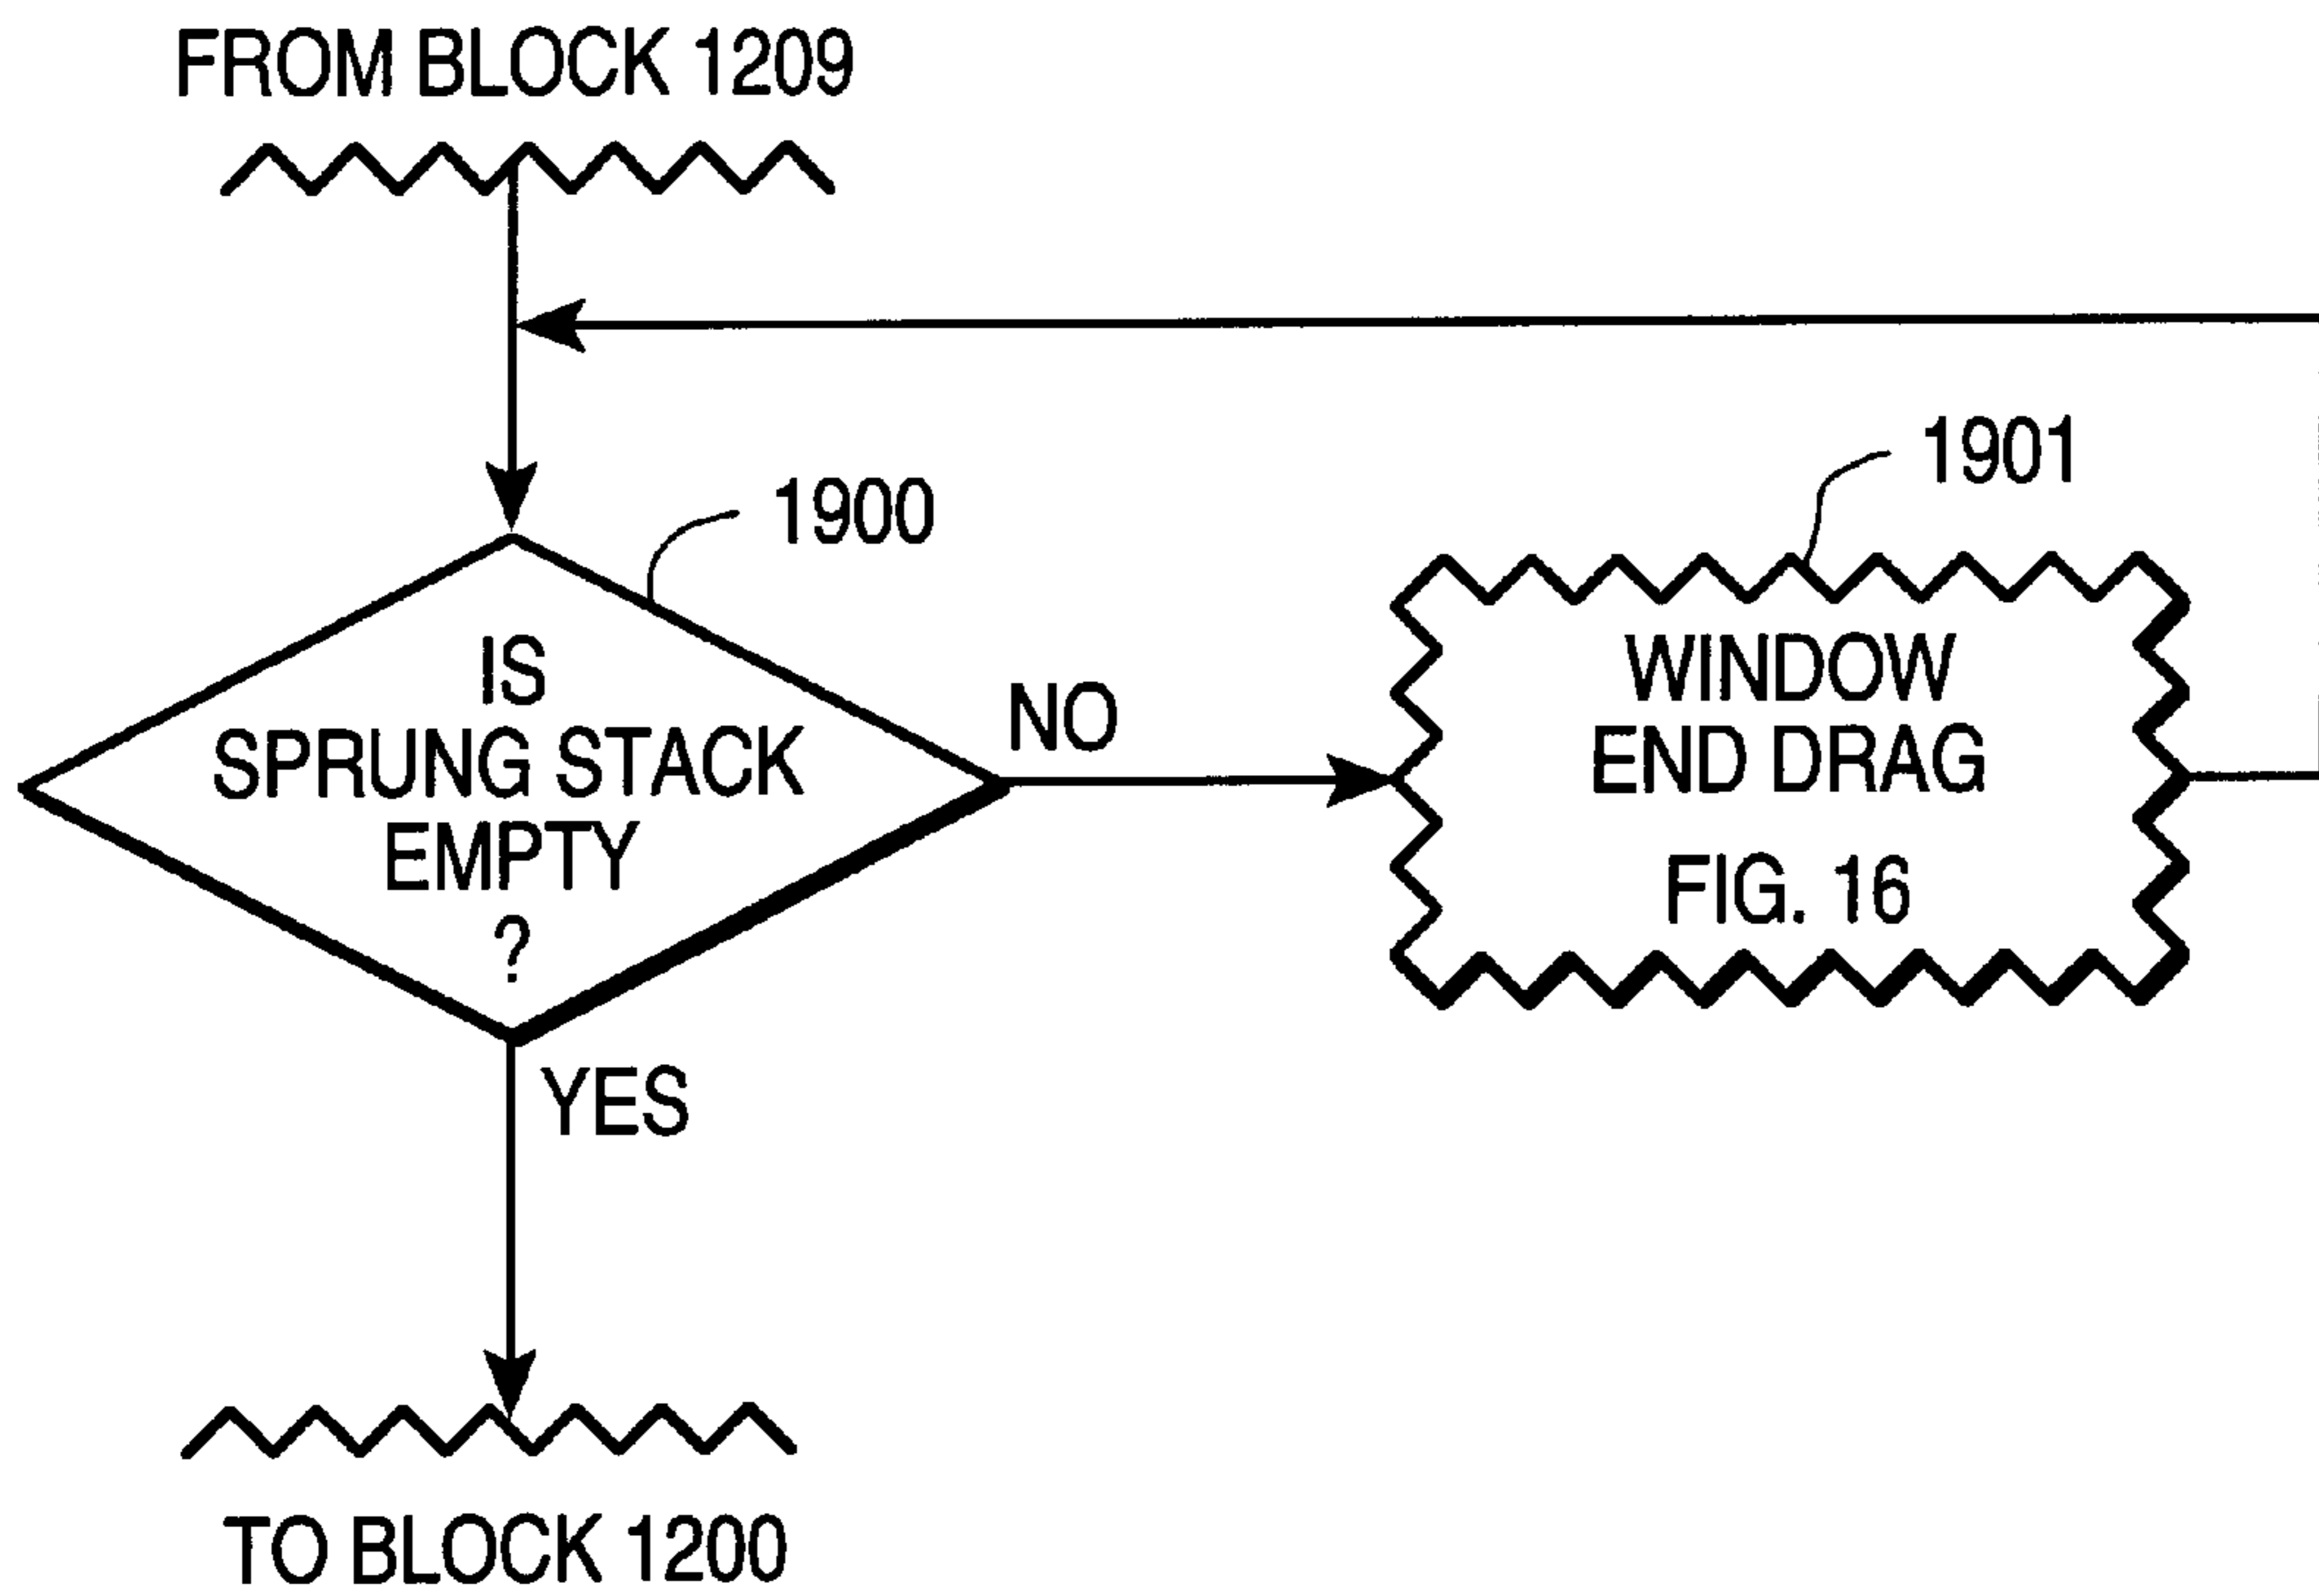 FROM BLOCK 1209
1900
1901
IS
SPRUNG STACK
EMPTY
?
NO
WINDOW
END DRAG
FIG. 16
YES
TO BLOCK 1200